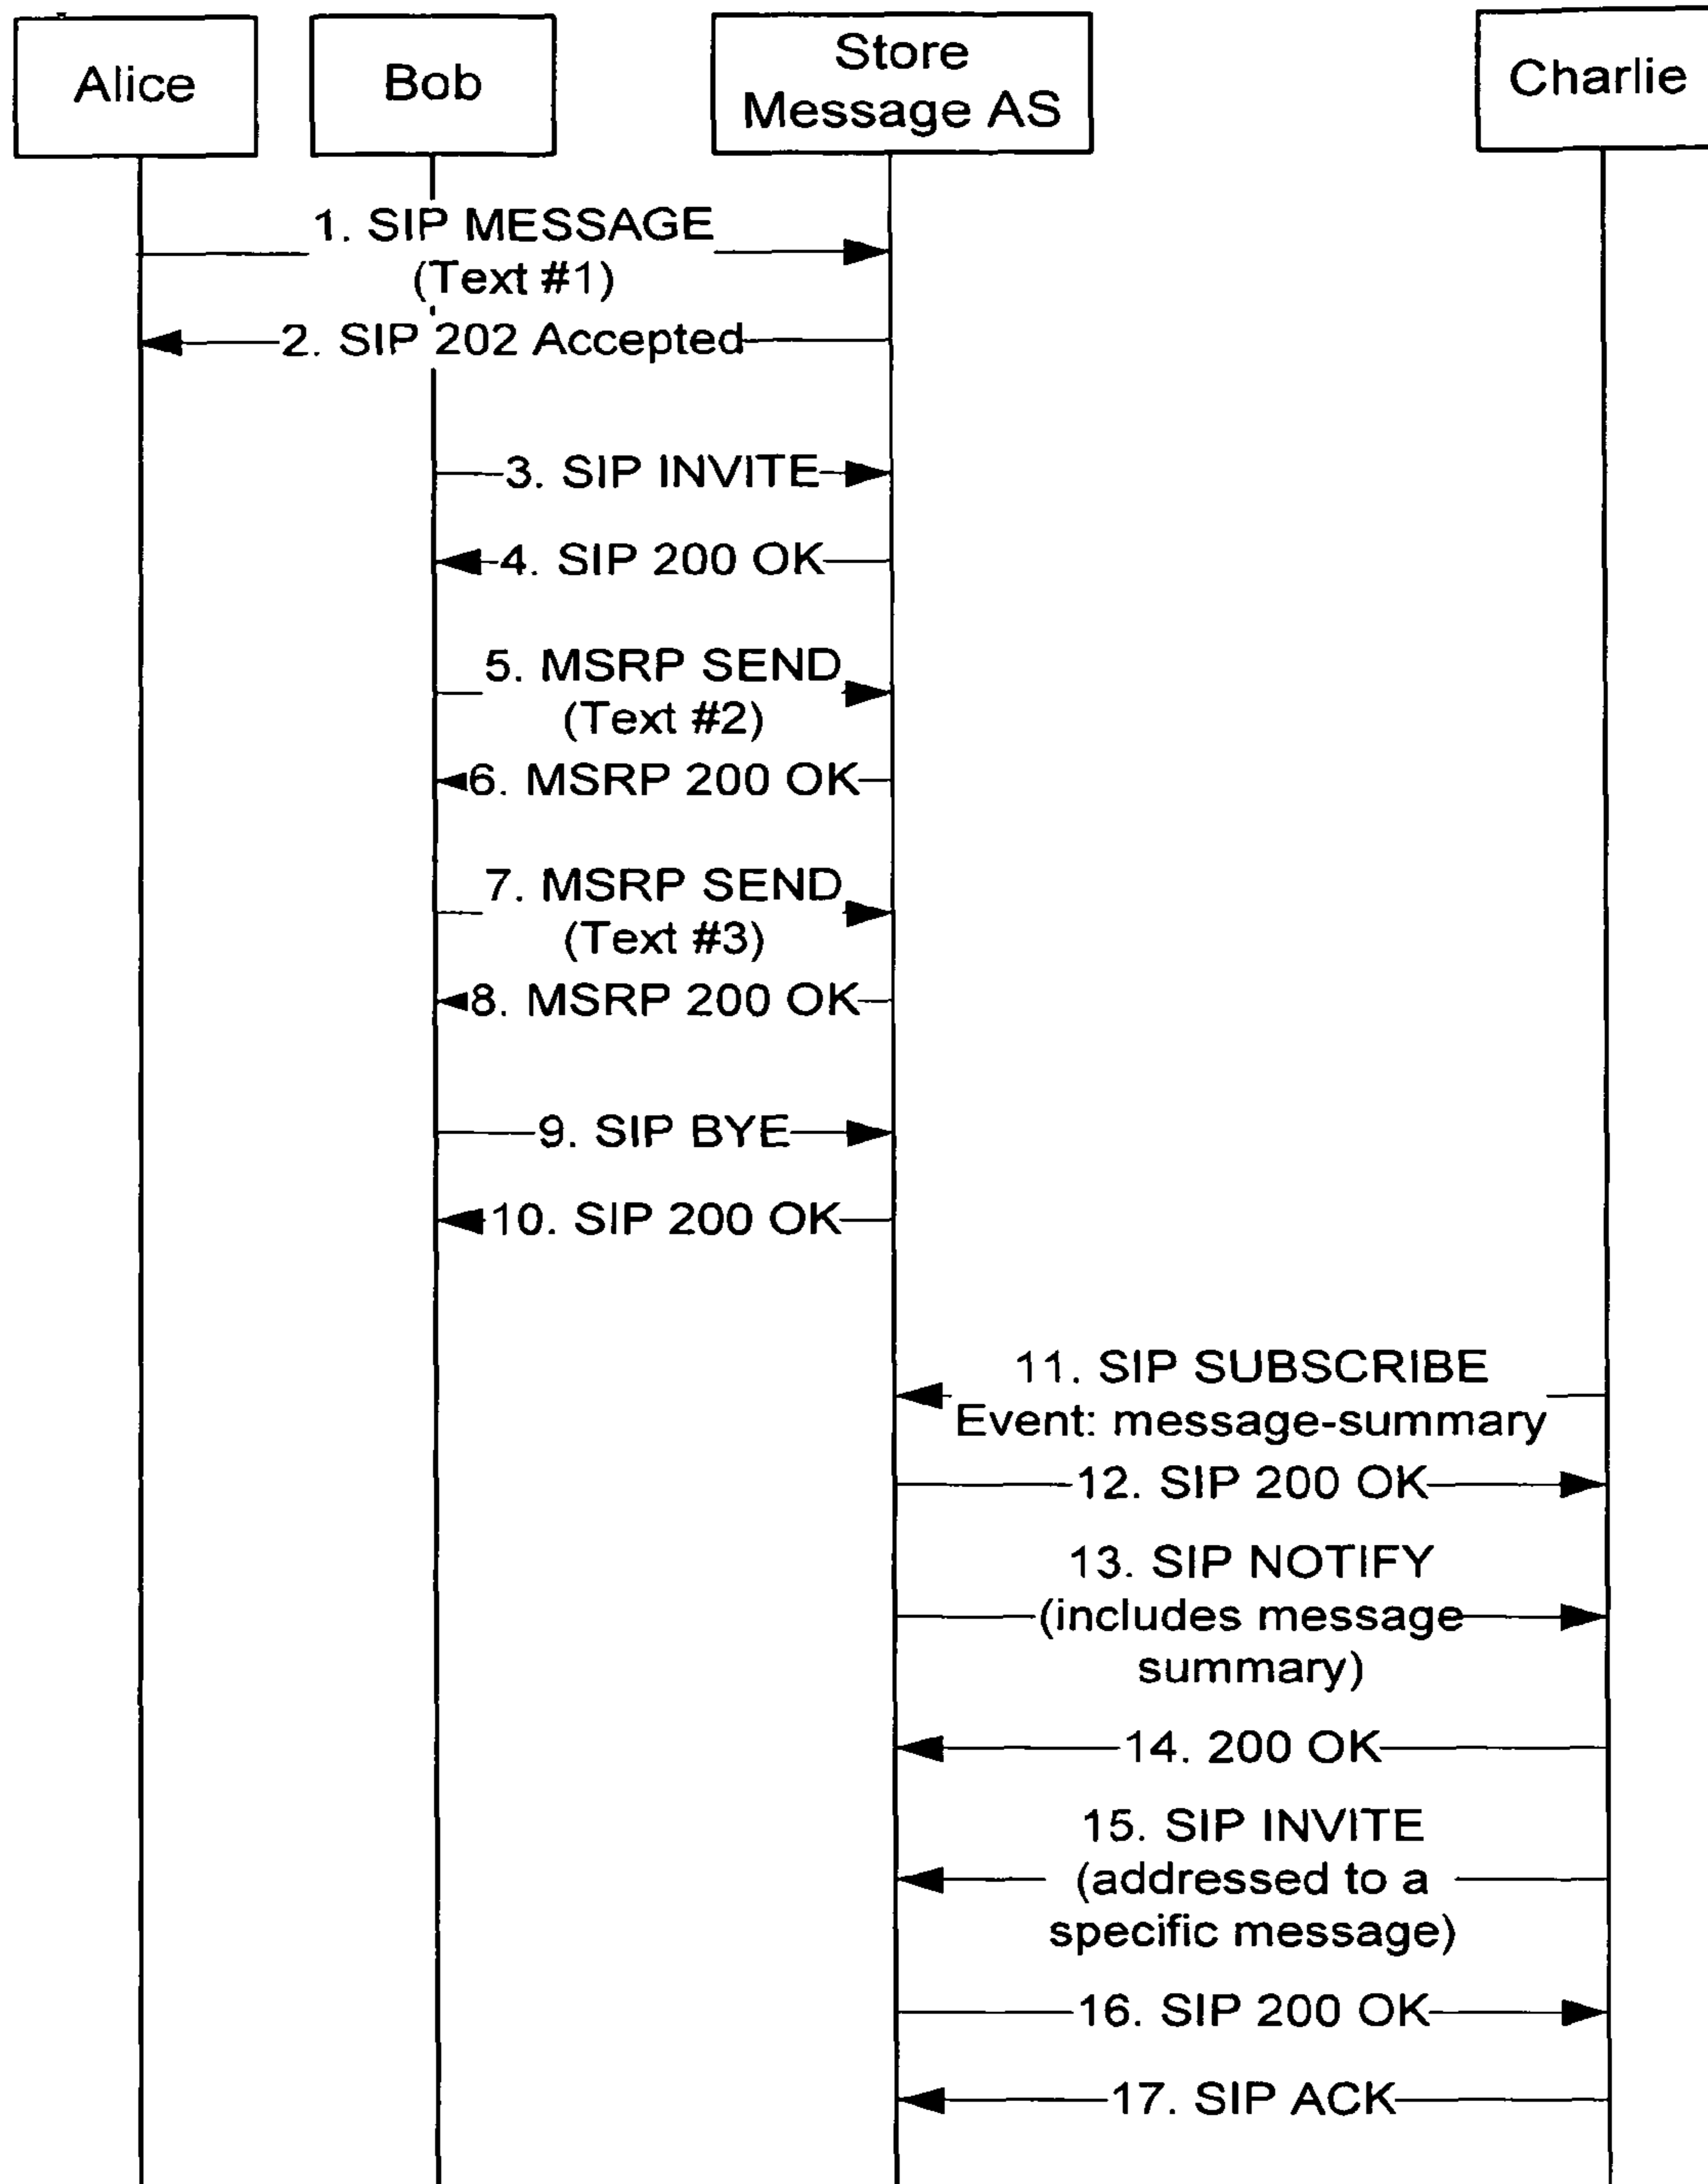 Alice
Bob
Store
Message AS
Charlie
1. SIP MESSAGE
(Text #1)
2. SIP 202 Accepted
3. SIP INVITE
4. SIP 200 OK
5. MSRP SEND
(Text #2)
6. MSRP 200 OK
7. MSRP SEND
(Text #3)
8. MSRP 200 OK
9. SIP BYE
10. SIP 200 OK
11. SIP SUBSCRIBE
Event: message-summary
12. SIP 200 OK
13. SIP NOTIFY
(includes message
summary)
14. 200 OK
15. SIP INVITE
(addressed to a
specific message)
16. SIP 200 OK
17. SIP ACK